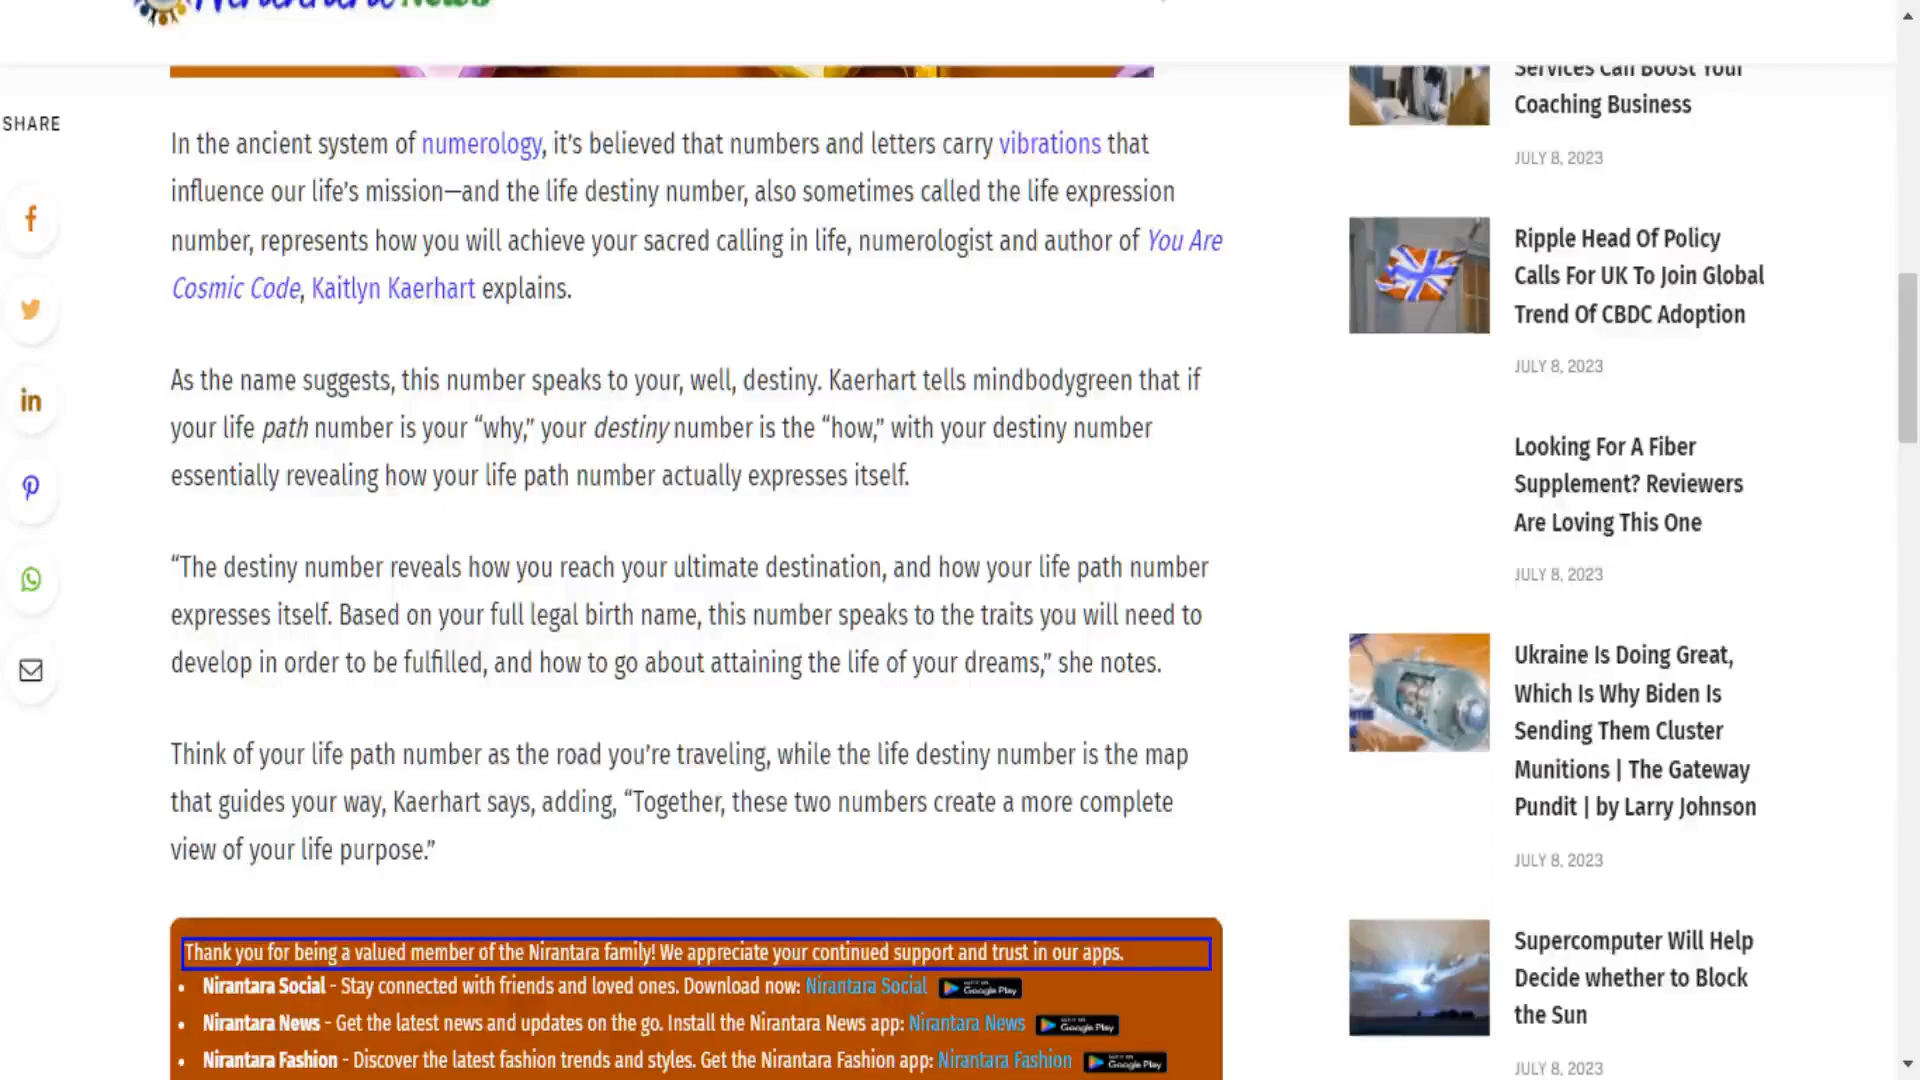 SHARE
In the ancient system of numerology, it's believed that numbers and letters carry vibrations that
influence our life's mission—and the life destiny number, also sometimes called the life expression
number, represents how you will achieve your sacred calling in life, numerologist and author of You Are
Cosmic Code, Kaitlyn Kaerhart explains.
As the name suggests, this number speaks to your, well, destiny. Kaerhart tells mindbodygreen that if
your life path number is your “why,” your destiny number is the “how,” with your destiny number
essentially revealing how your life path number actually expresses itself.
“The destiny number reveals how you reach your ultimate destination, and how your life path number
expresses itself. Based on your full legal birth name, this number speaks to the traits you will need to
develop in order to be fulfilled, and how to go about attaining the life of your dreams,” she notes.
Think of your life path number as the road you're traveling, while the life destiny number is the map
that guides your way, Kaerhart says, adding, “Together, these two numbers create a more complete
view of your life purpose.”
Thank you for being a valued member of the Nirantara family! We appreciate your continued support and trust in our apps.
• Nirantara Social - Stay connected with friends and loved ones. Download now: Nirantara Social Google Play
• Nirantara News - Get the latest news and updates on the go. Install the Nirantara News app: Nirantara News Google Play
• Nirantara Fashion - Discover the latest fashion trends and styles. Get the Nirantara Fashion app: Nirantara Fashion Google Play
Services Can Boost Your
Coaching Business
JULY 8, 2023
Ripple Head Of Policy
Calls For UK To Join Global
Trend Of CBDC Adoption
JULY 8, 2023
Looking For A Fiber
Supplement? Reviewers
Are Loving This One
JULY 8, 2023
Ukraine Is Doing Great,
Which Is Why Biden Is
Sending Them Cluster
Munitions | The Gateway
Pundit | by Larry Johnson
JULY 8, 2023
Supercomputer Will Help
Decide whether to Block
the Sun
JULY 8, 2023